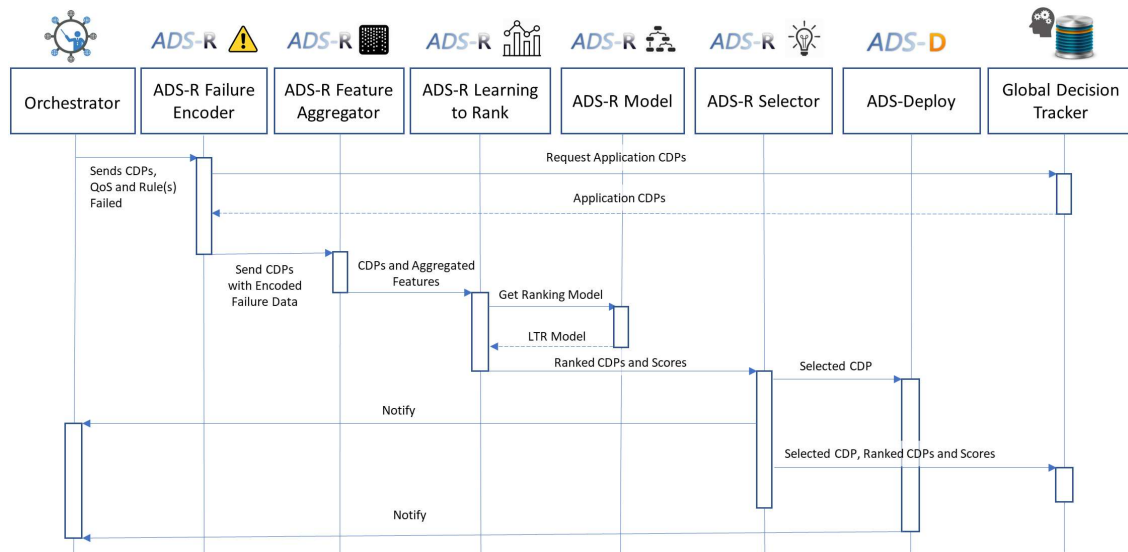 ADS-R
ADS-R
ADS-R
ADS-R
ADS-R
ADS-D
Orchestrator
ADS-R Failure
Encoder
ADS-R Feature
Aggregator
ADS-R Learning
to Rank
ADS-R Model
ADS-R Selector
ADS-Deploy
Global Decision
Tracker
Sends CDPs,
QoS and Rule(s)
Failed
Request Application CDPs
Application CDPs
Send CDPs
with Encoded
Failure Data
CDPs and Aggregated
Features
Get Ranking Model
LTR Model
Ranked CDPs and Scores
Selected CDP
Notify
Selected CDP, Ranked CDPs and Scores
Notify